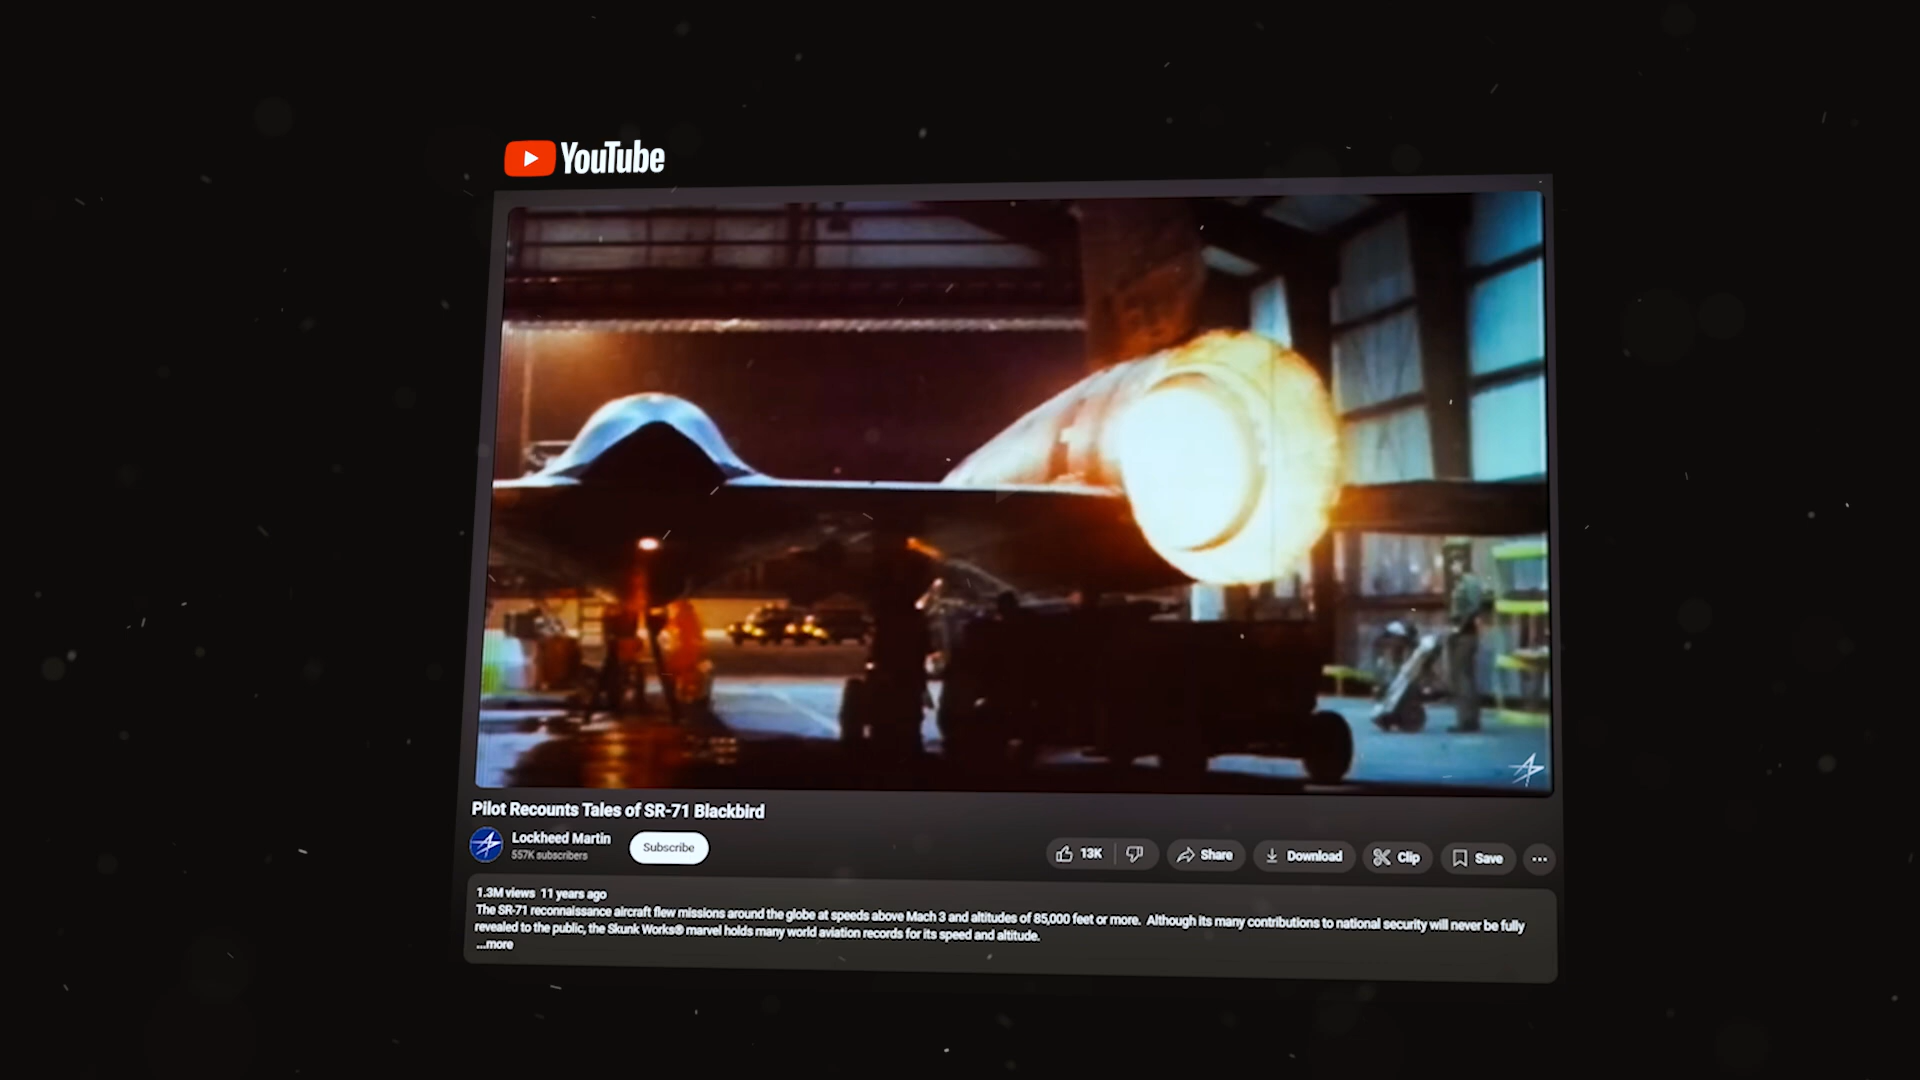 YouTube
Pilot Recounts Tales of SR-71 Blackbird
Lockheed Martin
557K subscribers
Subscribe
13K
Share
Download
Clip
Save
1.3M views 11 years ago
The SR-71 reconnaissance aircraft flew missions around the globe at speeds above Mach 3 and altitudes of 85,000 feet or more. Although its many contributions to national security will never be fully
revealed to the public, the Skunk Works® marvel holds many world aviation records for its speed and altitude.
...more